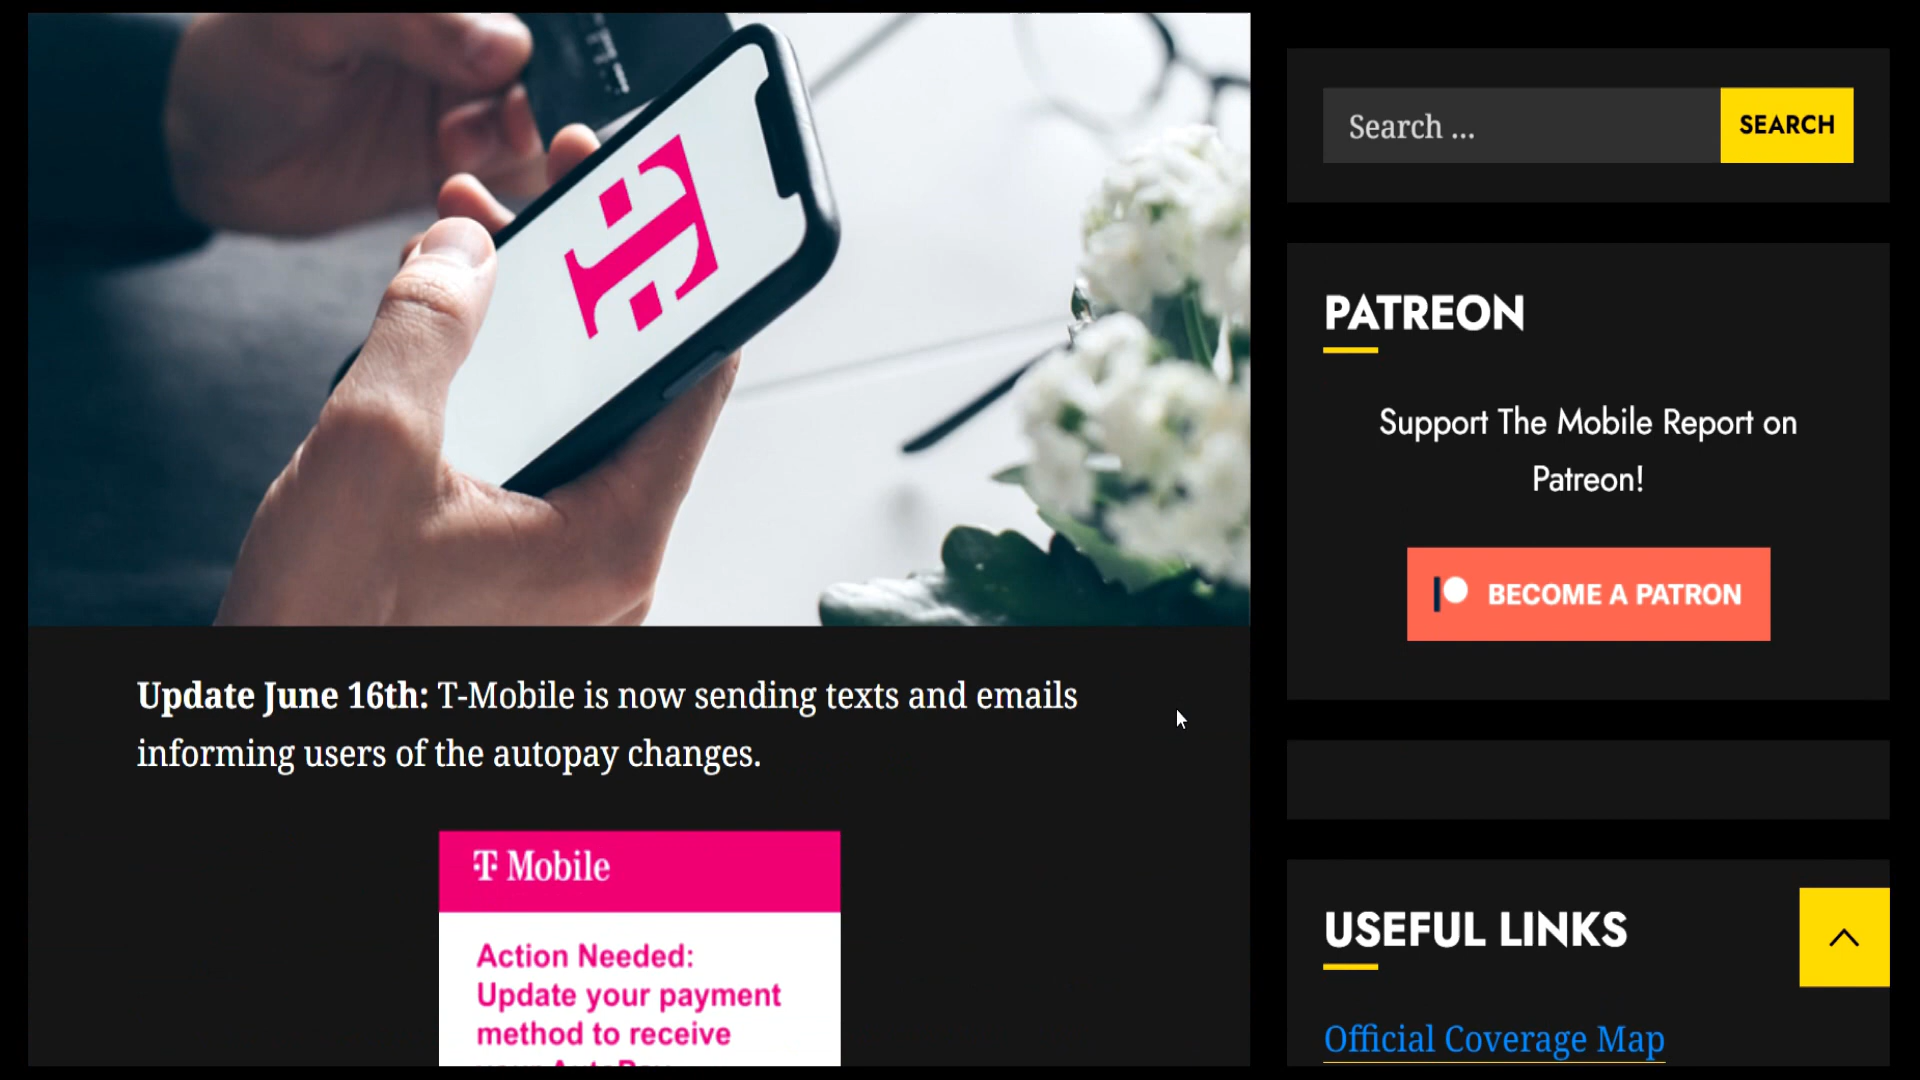 Search ...
SEARCH
PATREON
Support The Mobile Report on
Patreon!
BECOME A PATRON
Update June 16th: T-Mobile is now sending texts and emails
informing users of the autopay changes.
T Mobile
Action Needed:
Update your payment
method to receive
your AutoPay
USEFUL LINKS
Official Coverage Map